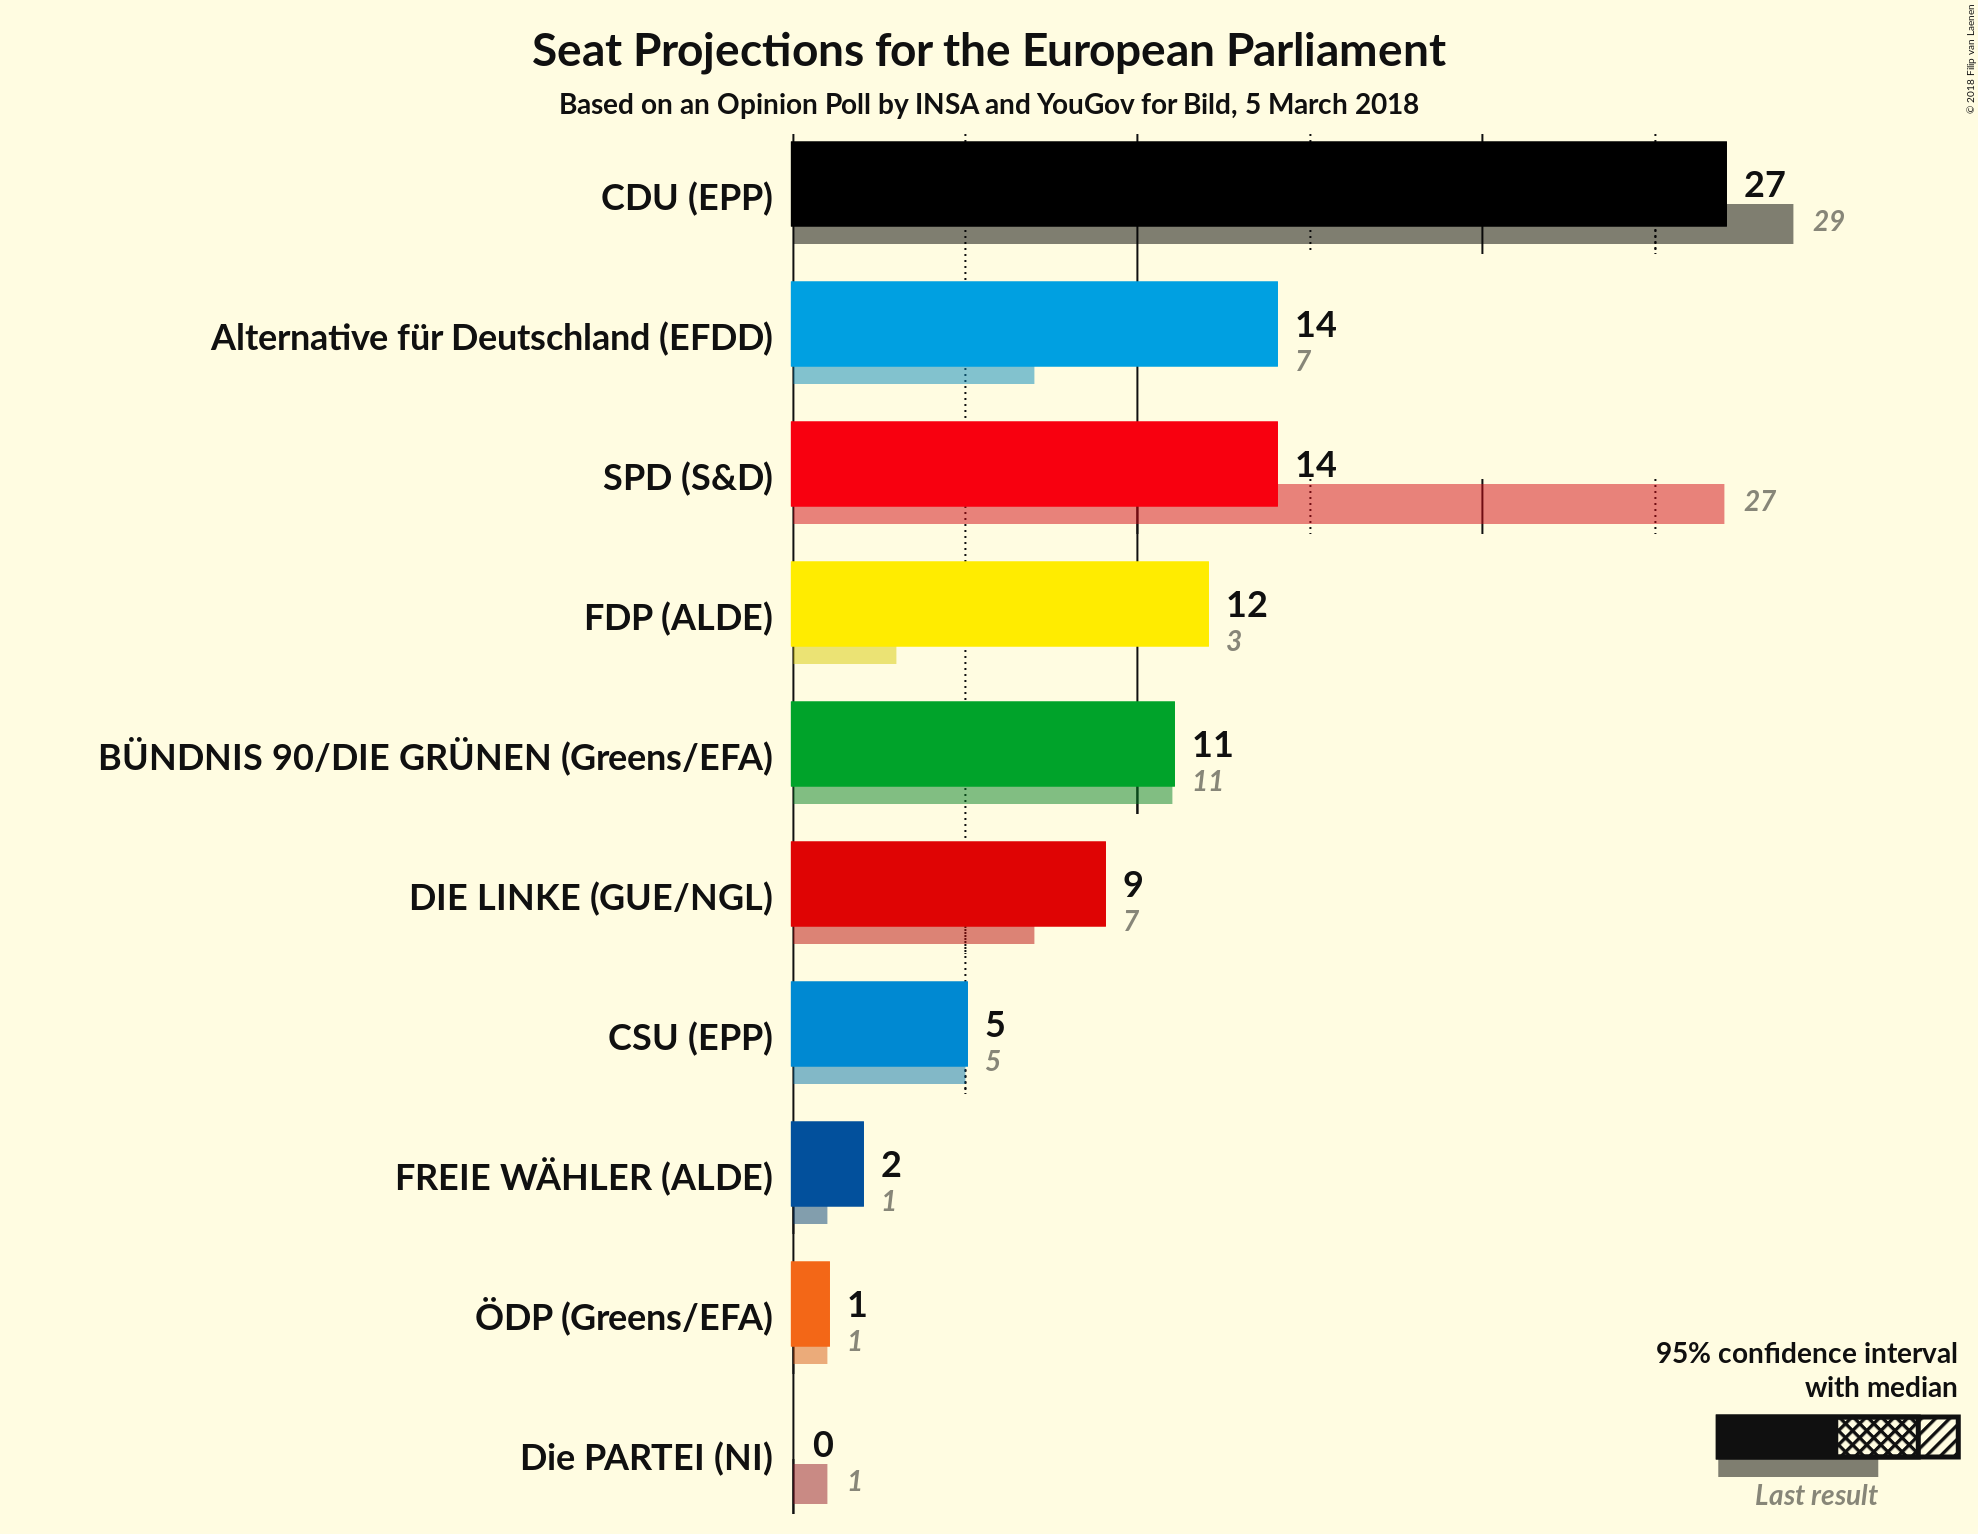 Seat Projections for the European Parliament
Based on an Opinion Poll by INSA and YouGov for Bild, 5 March 2018
© 2018 Filip van Laenen
CDU (EPP)
27
29
Alternative für Deutschland (EFDD)
14
7
SPD (S&D)
14
27
FDP (ALDE)
12
3
BÜNDNIS 90/DIE GRÜNEN (Greens/EFA)
11
11
DIE LINKE (GUE/NGL)
9
7
CSU (EPP)
5
5
FREIE WÄHLER (ALDE)
2
1
ÖDP (Greens/EFA)
1
1
Die PARTEI (NI)
0
1
95% confidence interval
with median
Last result